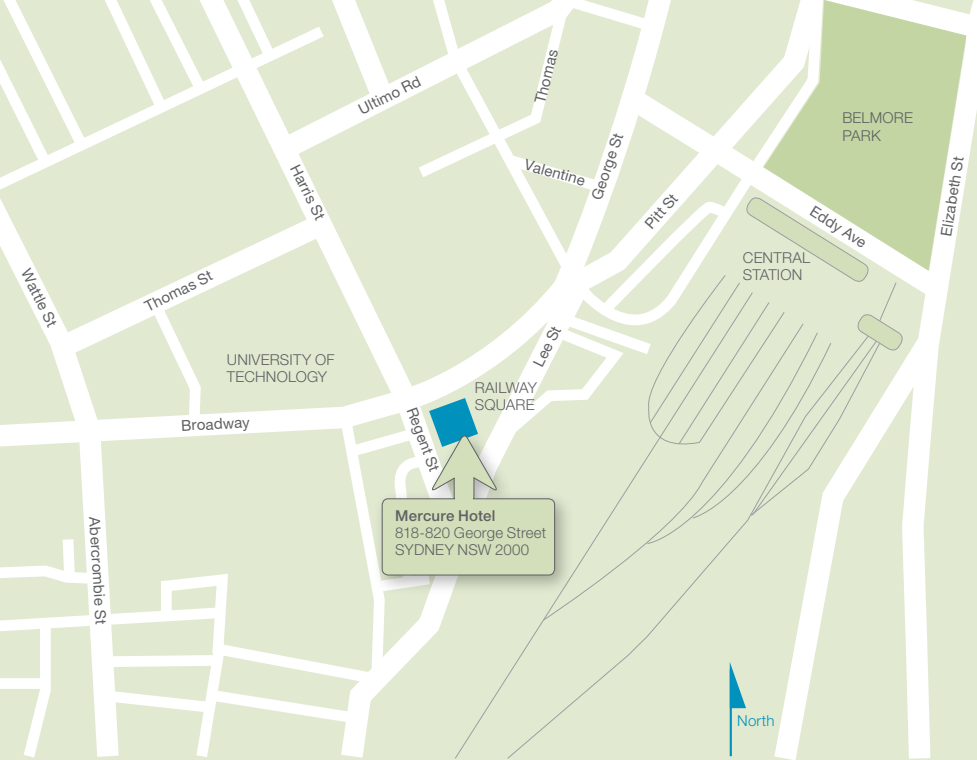 Thomas
Ultimo Rd
BELMORE
PARK
Valentine
George St
Harris St
Pitt St
Elizabeth St
Eddy Ave
CENTRAL
STATION
Wattle St
Thomas St
Lee St
UNIVERSITY OF
TECHNOLOGY
RAILWAY
SQUARE
Broadway
Regent St
Mercure Hotel
818-820 George Street
SYDNEY NSW 2000
Abercrombie St
North